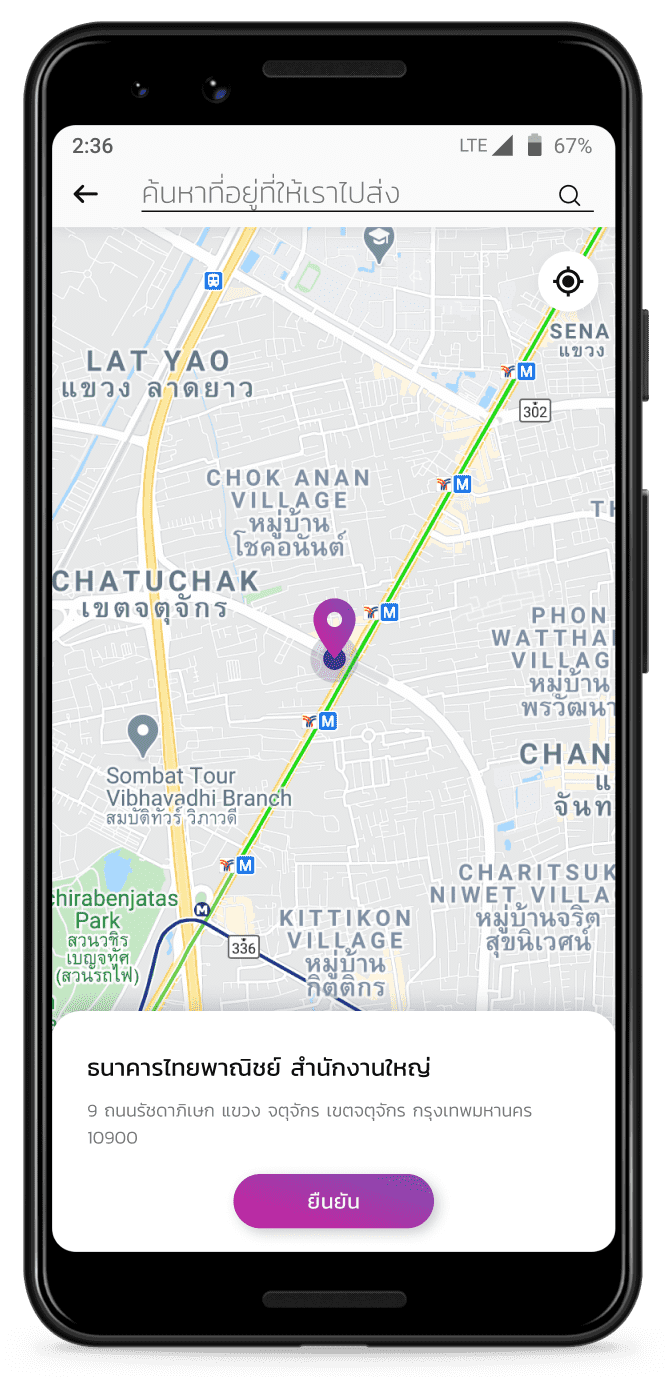 2:36
LTE
67%
ค้นหาที่อยู่ที่ให้เราไปส่ง
SENA
แขวง
LAT YAO
แขวง ลาดยาว
M
302
CHOK ANAN
VILLAGE
หมู่บ้าน
โชคอนันต์
M
TH
CHATUCHAK
เขตจตุจักร
M
PHON
WATTHA
VILLAG
หมู่บ้าน
พรวัฒนา
M
CHAN
แ
จันท
Sombat Tour
Vibhavadhi Branch
สมบัติทัวร์ วิภาวดี
M
CHARITSUK
NIWET VILLA
หมู่บ้านจริต
สุขนิเวศน์
chirabenjatas
Park
สวนวชิร
เบญจทัศ
(สวนรถไฟ)
M
KITTIKON
VILLAGE
หมู่บ้าน
กิตติกร
336
ธนาคารไทยพาณิชย์ สำนักงานใหญ่
9 ถนนรัชดาภิเษก แขวง จตุจักร เขตจตุจักร กรุงเทพมหานคร
10900
ยืนยัน